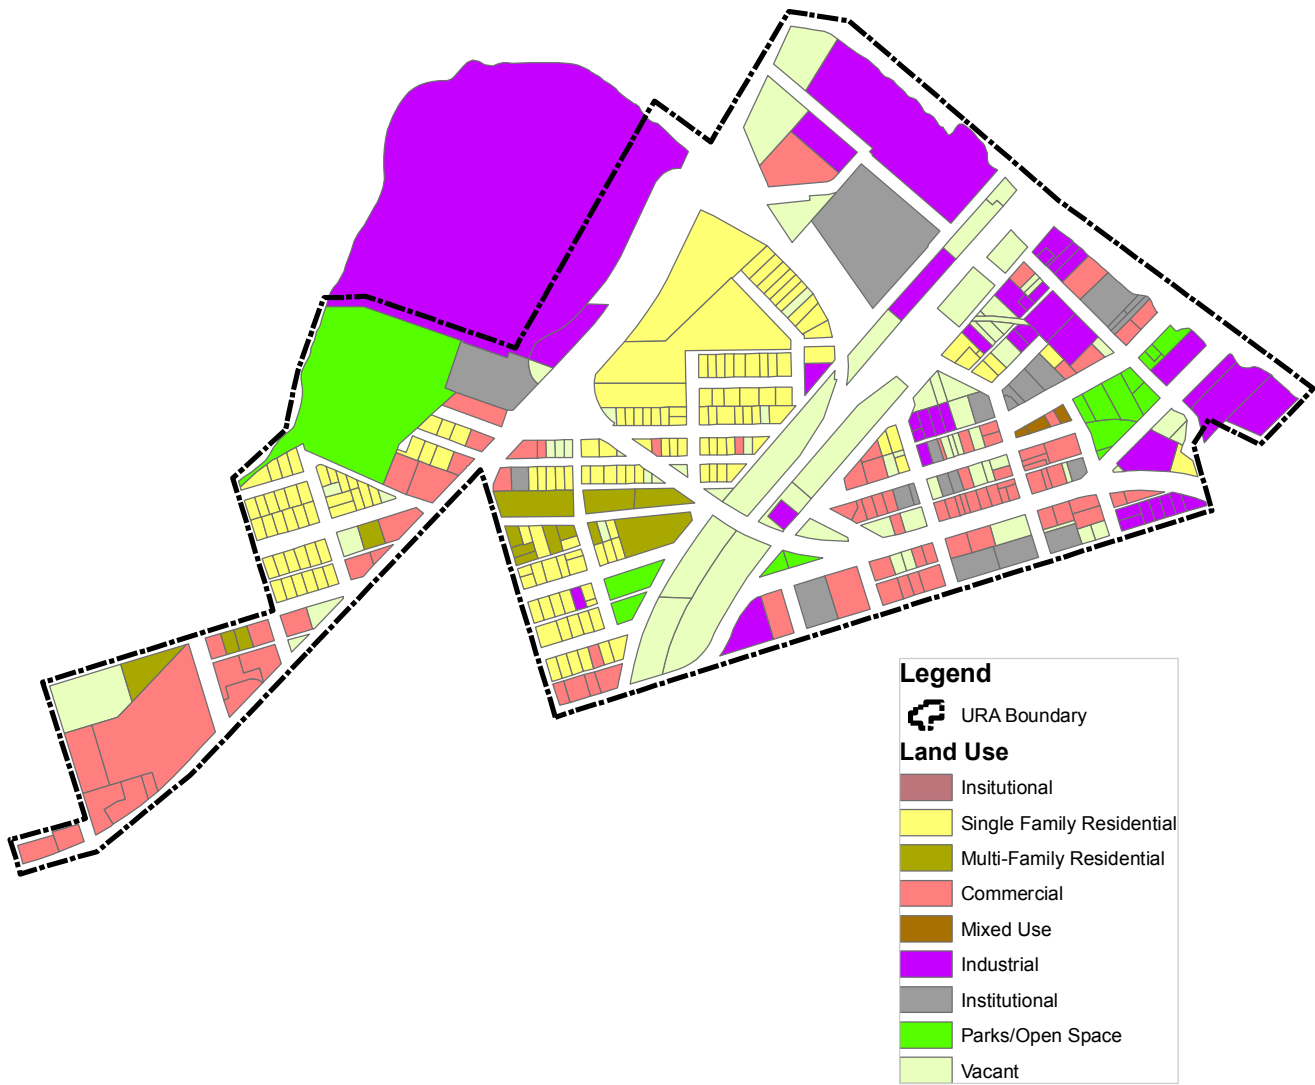 Legend
URA Boundary
Land Use
Insitutional
Single Family Residential
Multi-Family Residential
Commercial
Mixed Use
Industrial
Institutional
Parks/Open Space
Vacant